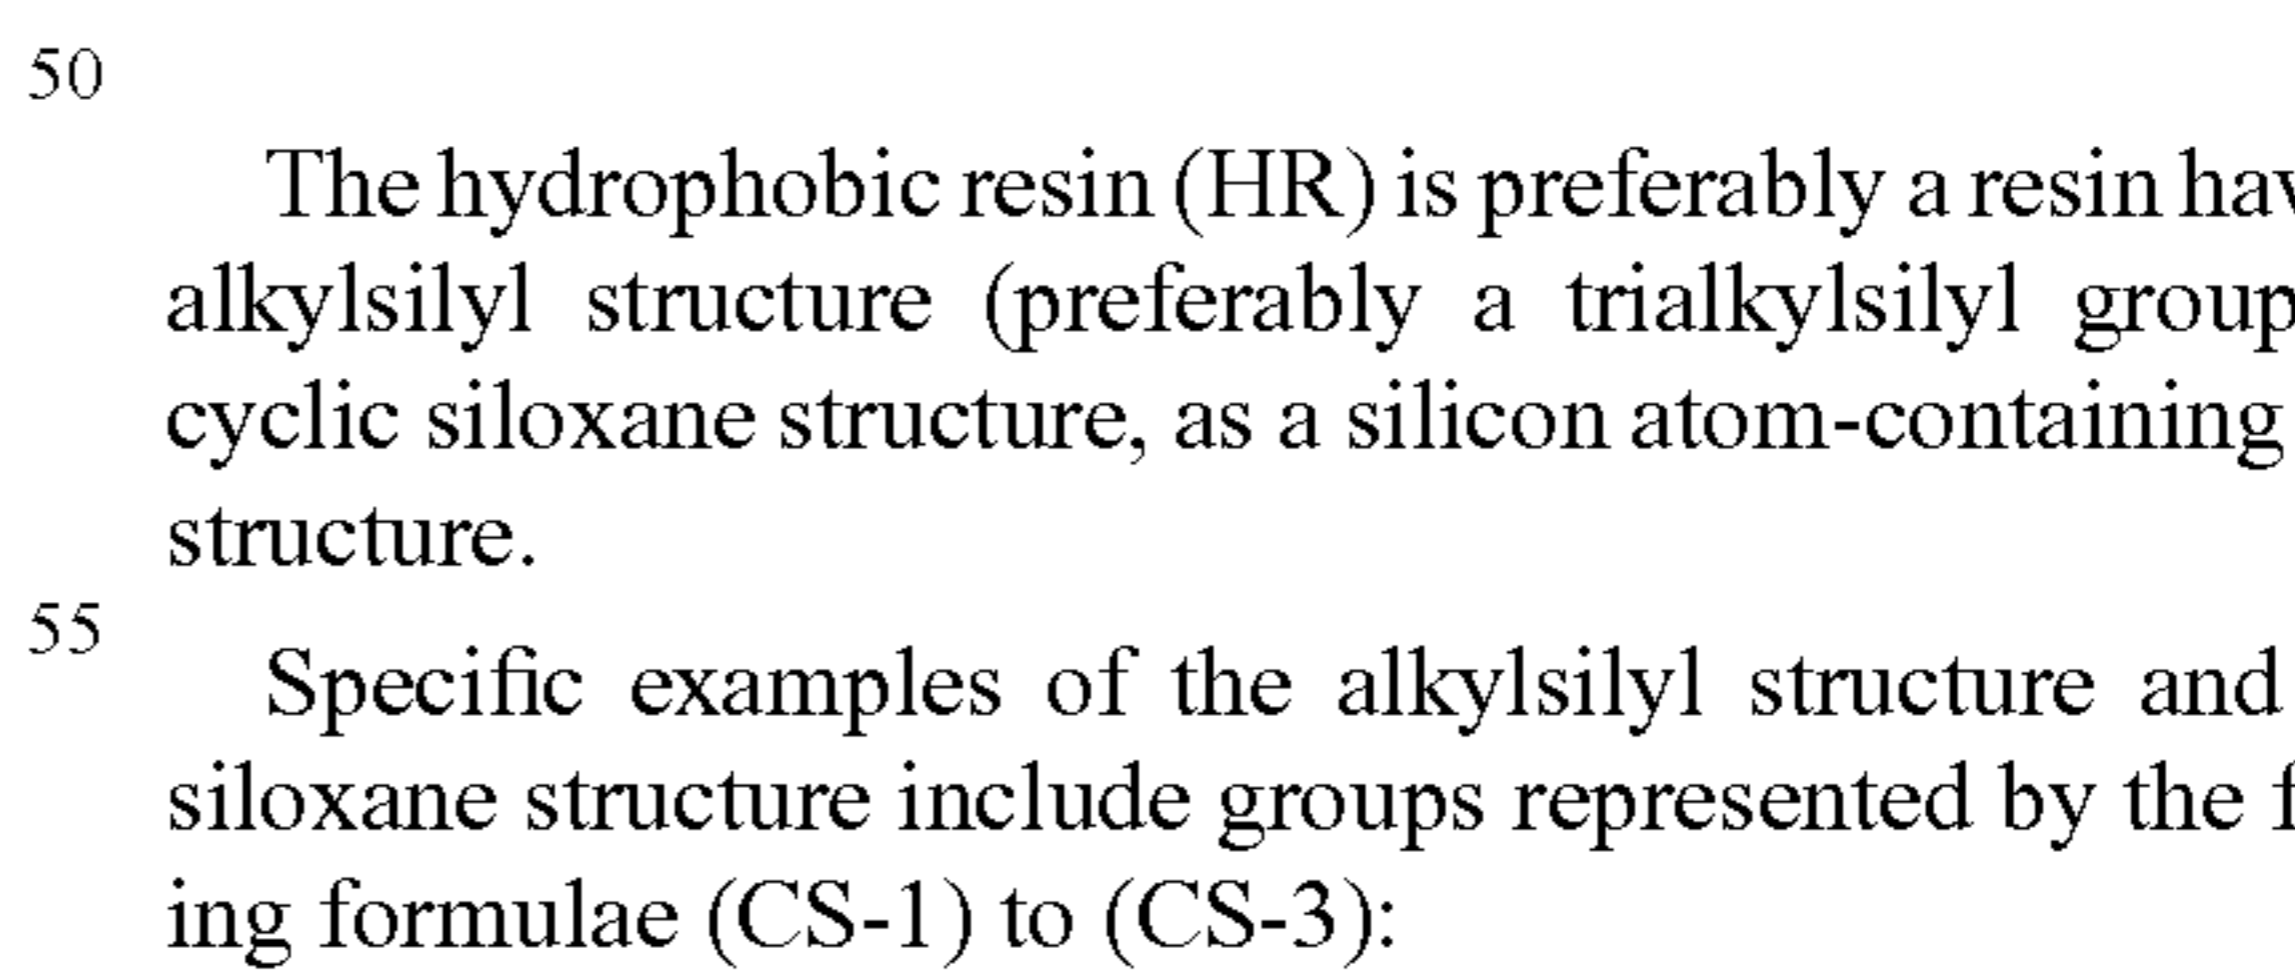 50
The hydrophobic resin (HR) is preferably a resin
alkylsilyl structure (preferably a trialkylsilyl group
cyclic siloxane structure, as a silicon atom-containing
structure.
55
Specific examples of the alkylsilyl structure and
siloxane structure include groups represented by the
ing formulae (CS-1) to (CS-3):